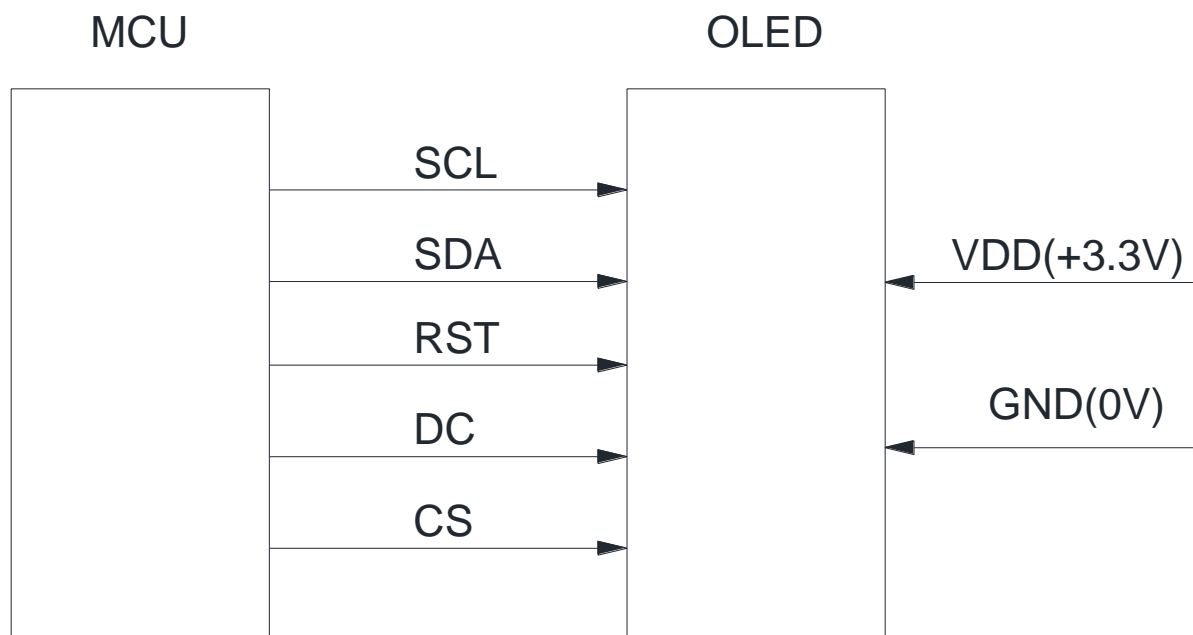 MCU
OLED
SCL
SDA
VDD(+3.3V)
RST
GND(0V)
DC
CS